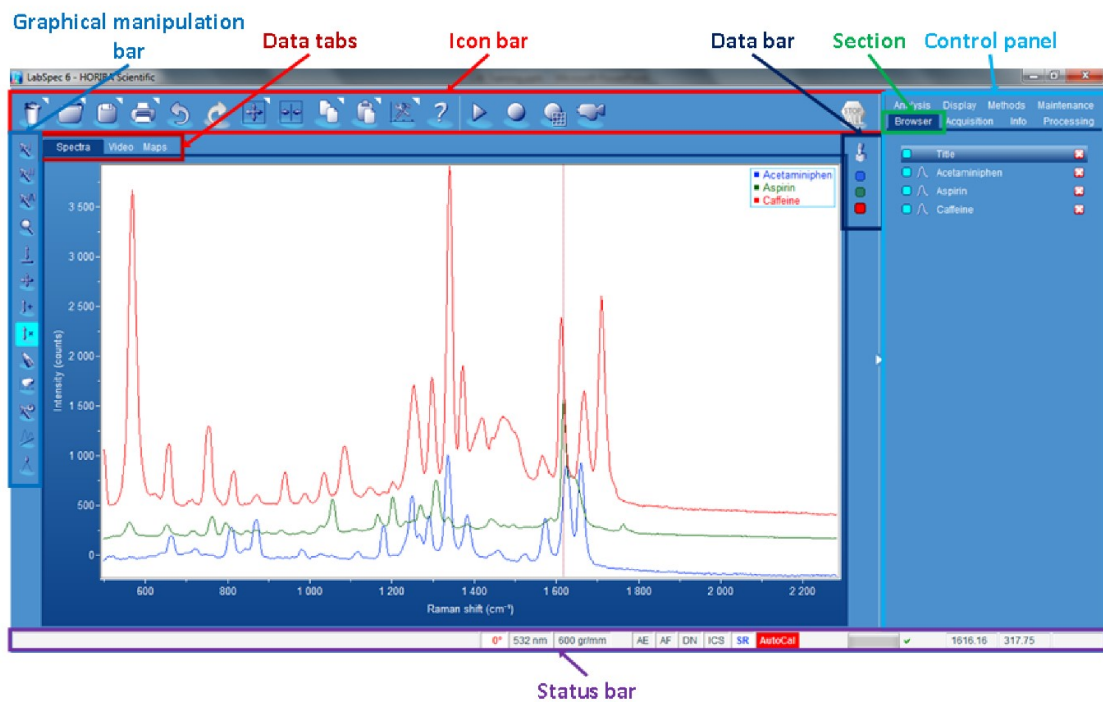 Graphical manipulation
bar
Data tabs
Icon bar
Data bar
Section
Control panel
LabSpec 6 - HORIBA Scientific
STOP
Analysis Display Methods Maintenance
Browser Acquisition Info Processing
Spectra Video Maps
Title
Acetaminiphen
Aspirin
Caffeine
Acetaminiphen
Aspirin
Caffeine
3 500
3 000
2 500
2 000
1 500
1 000
500
0
Intensity (counts)
600 800 1 000 1 200 1 400 1 600 1 800 2 000 2 200
Raman shift (cm⁻¹)
0° 532 nm 600 gr/mm AE AF DN ICS SR AutoCal 1616.16 317.75
Status bar